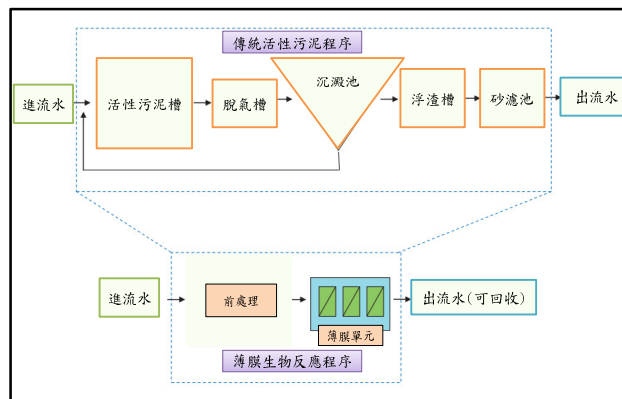 傳統活性污泥程序
進流水
活性污泥槽
脫氣槽
沉澱池
浮渣槽
砂濾池
出流水
進流水
前處理
薄膜單元
出流水(可回收)
薄膜生物反應程序